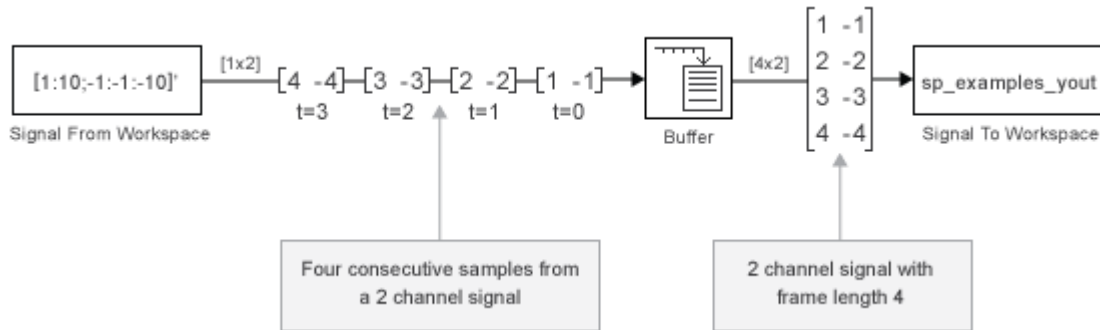 [1x2]
[1:10;-1:-1:-10]'
[4 -4] [3 -3] [2 -2] [1 -1]
t=3 t=2 t=1 t=0
Signal From Workspace
Buffer
[4x2]
1 -1
2 -2
3 -3
4 -4
sp_examples_yout
Signal To Workspace
Four consecutive samples from
a 2 channel signal
2 channel signal with
frame length 4